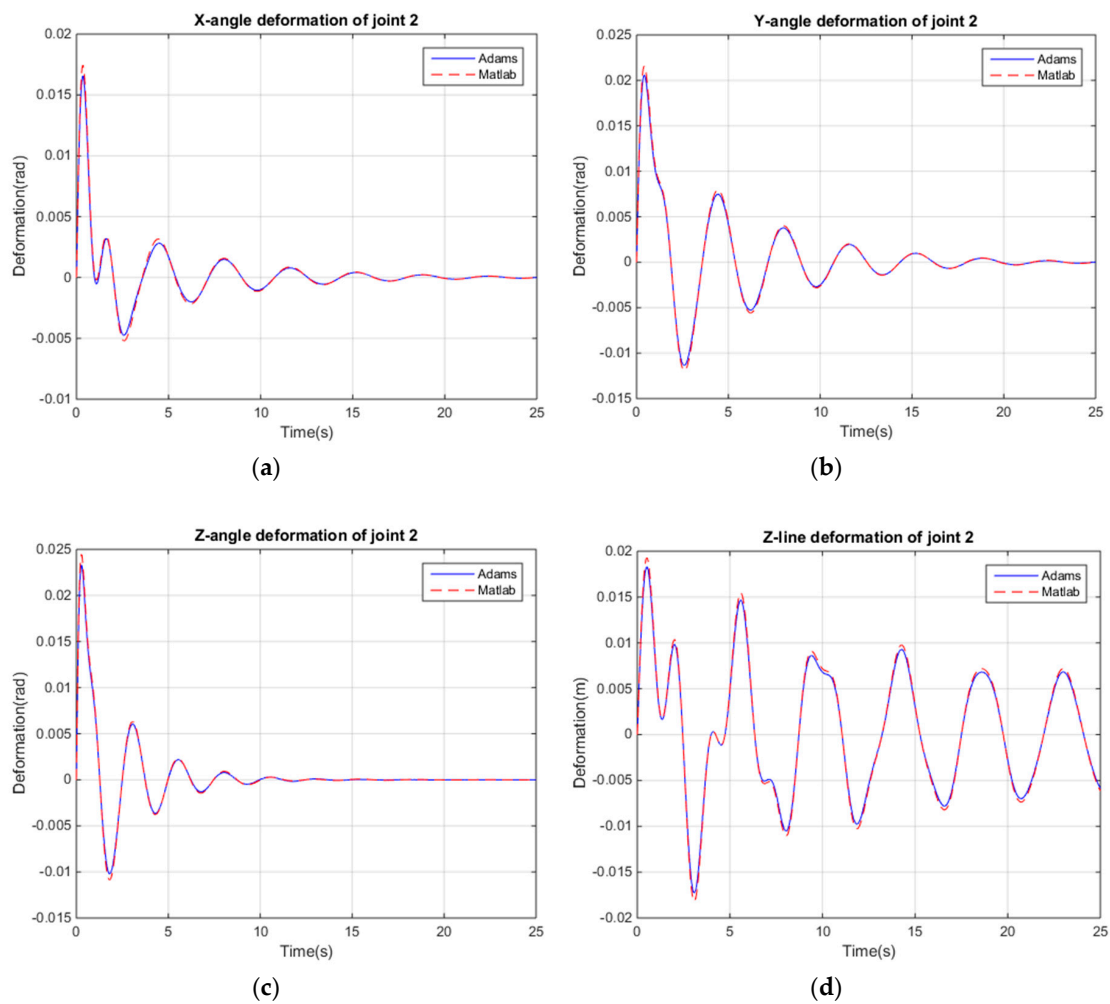 X-angle deformation of joint 2
0.02
0.015
0.01
0.005
0
-0.005
-0.01
Deformation(rad)
Adams
Matlab
0 5 10 15 20 25
Time(s)
(a)
Y-angle deformation of joint 2
0.025
0.02
0.015
0.01
0.005
0
-0.005
-0.01
-0.015
Deformation(rad)
Adams
Matlab
0 5 10 15 20 25
Time(s)
(b)
Z-angle deformation of joint 2
0.025
0.02
0.015
0.01
0.005
0
-0.005
-0.01
-0.015
Deformation(rad)
Adams
Matlab
0 5 10 15 20 25
Time(s)
(c)
Z-line deformation of joint 2
0.02
0.015
0.01
0.005
0
-0.005
-0.01
-0.015
-0.02
Deformation(m)
Adams
Matlab
0 5 10 15 20 25
Time(s)
(d)